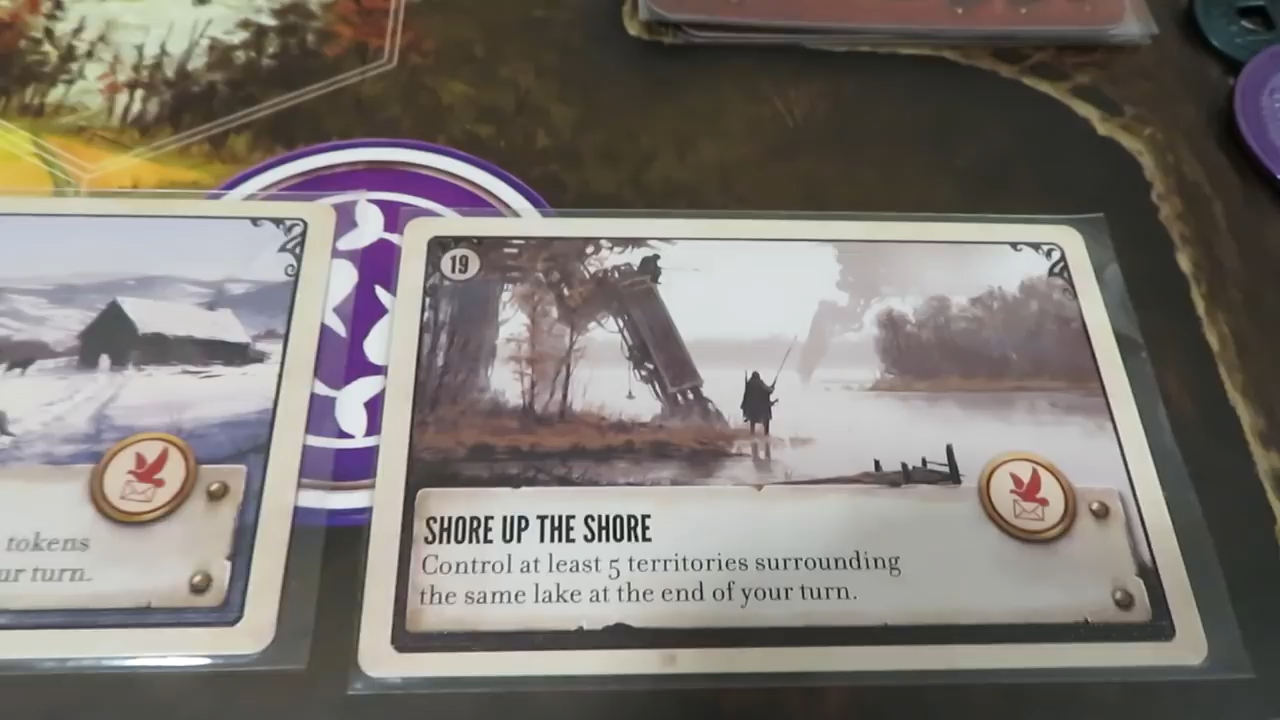 tokens
ur turn.
19
SHORE UP THE SHORE
Control at least 5 territories surrounding
the same lake at the end of your turn.